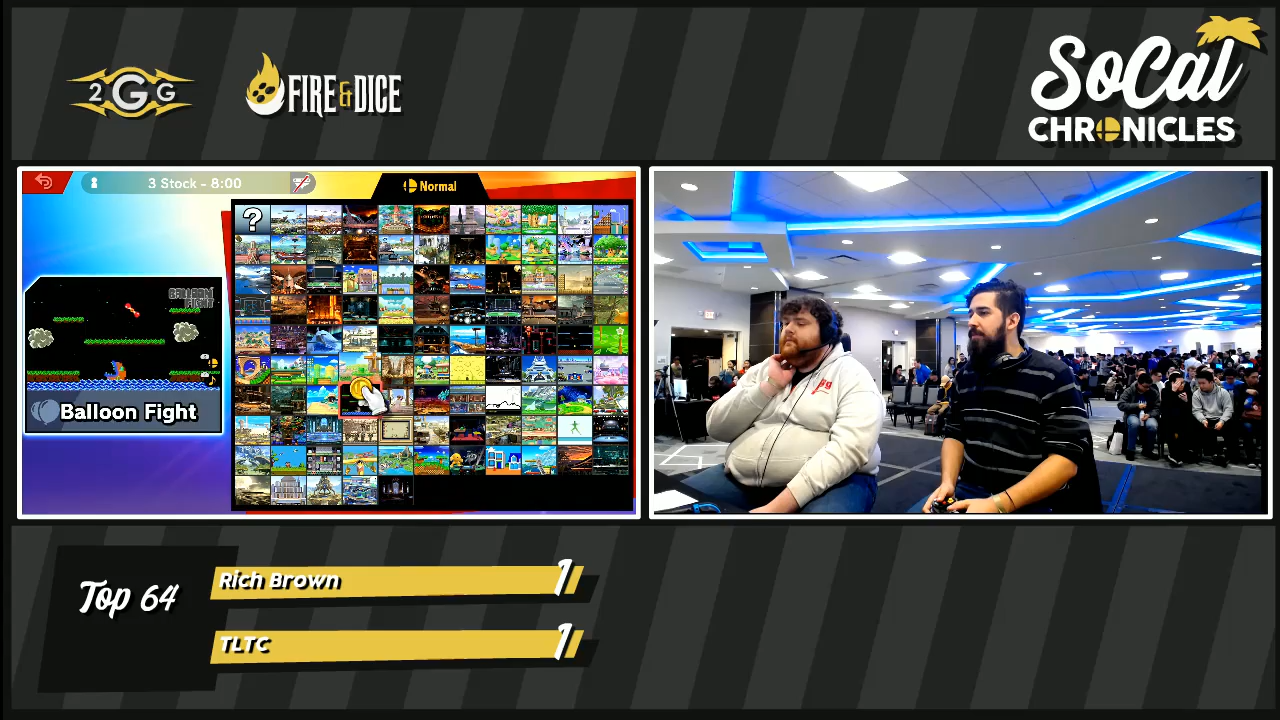 2GG
FIRE & DICE
SoCal
CHRONICLES
3 Stock - 8:00
Normal
?
BALLOON
FIGHT
Balloon Fight
Top 64
Rich Brown 1
TLTC 1